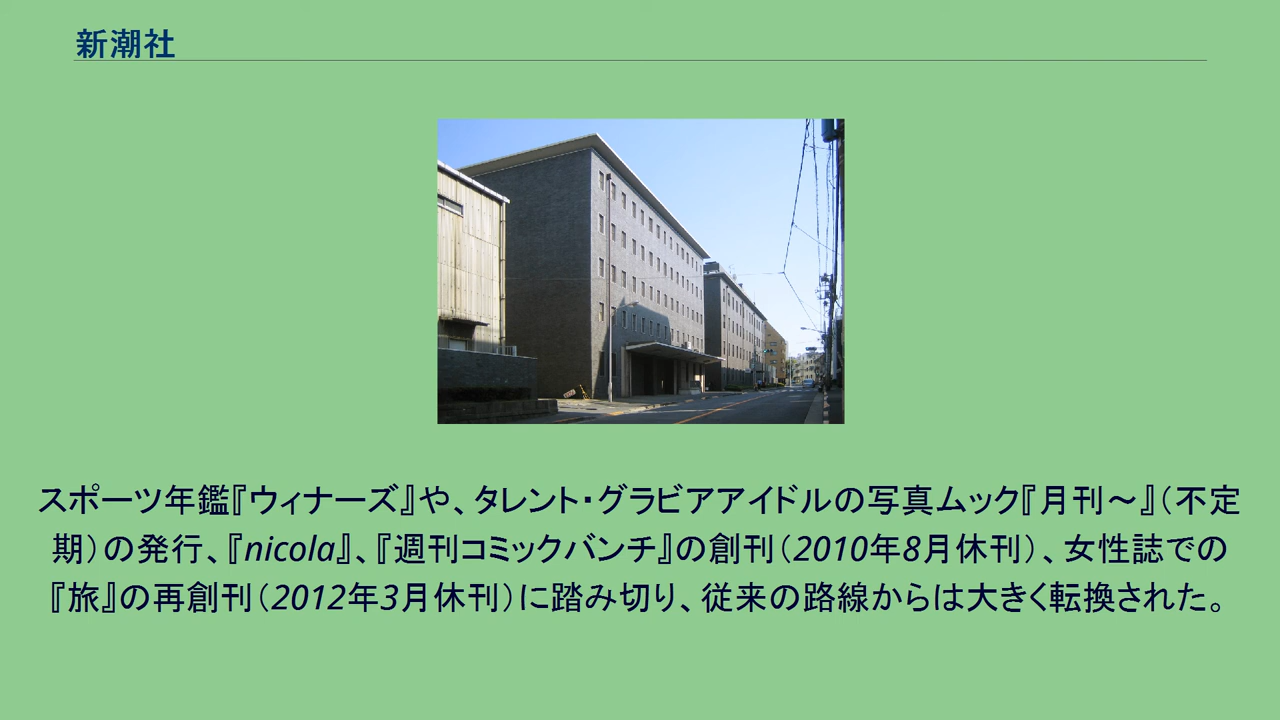 新潮社
スポーツ年鑑『ウィナーズ』や、タレント・グラビアアイドルの写真ムック『月刊〜』（不定
期）の発行、『nicola』、『週刊コミックバンチ』の創刊（2010年8月休刊）、女性誌での
『旅』の再創刊（2012年3月休刊）に踏み切り、従来の路線からは大きく転換された。